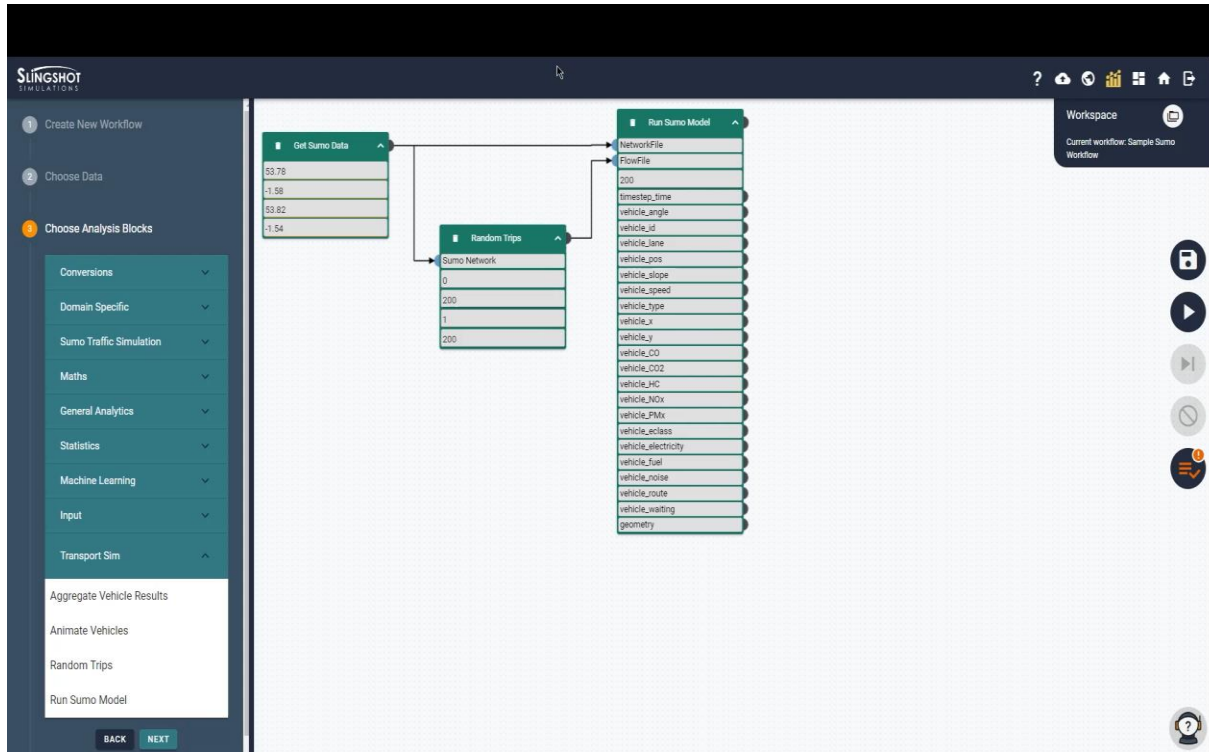 SLINGSHOT
SIMULATIONS
?
1 Create New Workflow
2 Choose Data
3 Choose Analysis Blocks
Conversions
Domain Specific
Sumo Traffic Simulation
Maths
General Analytics
Statistics
Machine Learning
Input
Transport Sim
Aggregate Vehicle Results
Animate Vehicles
Random Trips
Run Sumo Model
BACK NEXT
Get Sumo Data
53.78
-1.58
53.82
-1.54
Random Trips
Sumo Network
0
200
1
200
Run Sumo Model
NetworkFile
FlowFile
200
timestep_time
vehicle_angle
vehicle_id
vehicle_lane
vehicle_pos
vehicle_slope
vehicle_speed
vehicle_type
vehicle_x
vehicle_y
vehicle_CO
vehicle_CO2
vehicle_HC
vehicle_NOx
vehicle_PMx
vehicle_eclass
vehicle_electricity
vehicle_fuel
vehicle_noise
vehicle_route
vehicle_waiting
geometry
Workspace
Current workflow: Sample Sumo
Workflow
!
?